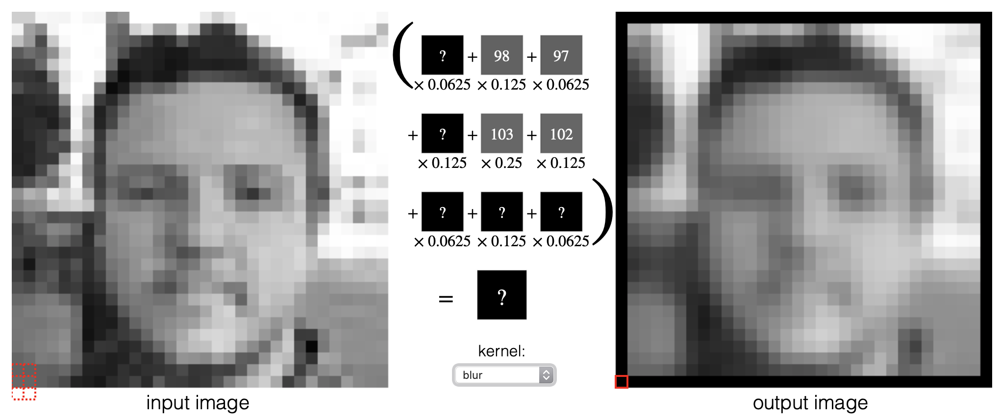 ( ? + 98 + 97
× 0.0625 × 0.125 × 0.0625
+ ? + 103 + 102
× 0.125 × 0.25 × 0.125
+ ? + ? + ? )
× 0.0625 × 0.125 × 0.0625
= ?
kernel:
blur
input image
output image